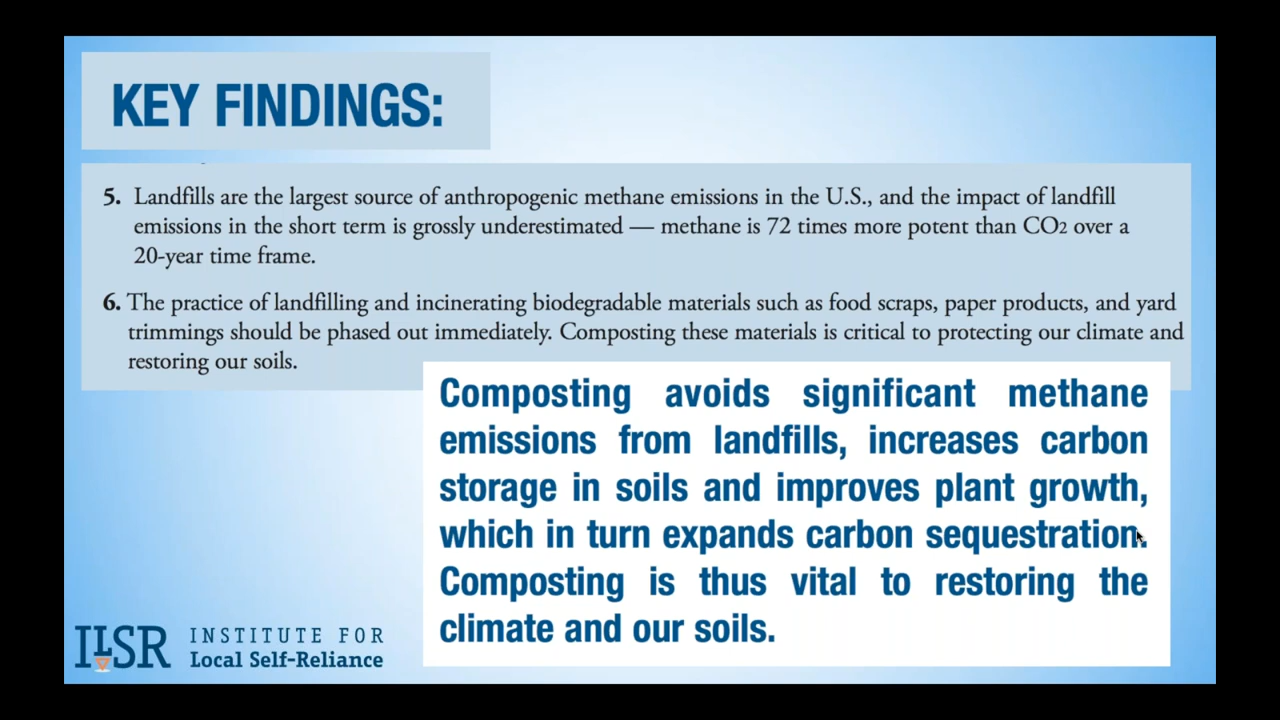 KEY FINDINGS:
5. Landfills are the largest source of anthropogenic methane emissions in the U.S., and the impact of landfill
emissions in the short term is grossly underestimated — methane is 72 times more potent than CO2 over a
20-year time frame.
6. The practice of landfilling and incinerating biodegradable materials such as food scraps, paper products, and yard
trimmings should be phased out immediately. Composting these materials is critical to protecting our climate and
restoring our soils.
Composting avoids significant methane
emissions from landfills, increases carbon
storage in soils and improves plant growth,
which in turn expands carbon sequestration.
Composting is thus vital to restoring the
climate and our soils.
ILSR INSTITUTE FOR
Local Self-Reliance